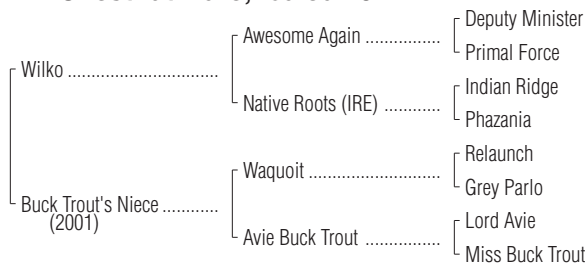 Deputy Minister
Awesome Again ..................
Primal Force
Wilko ...............................
Indian Ridge
Native Roots (IRE) ............
Phazania
Relaunch
Waquoit .............................
Grey Parlo
Buck Trout's Niece ............
(2001)
Lord Avie
Avie Buck Trout ..................
Miss Buck Trout